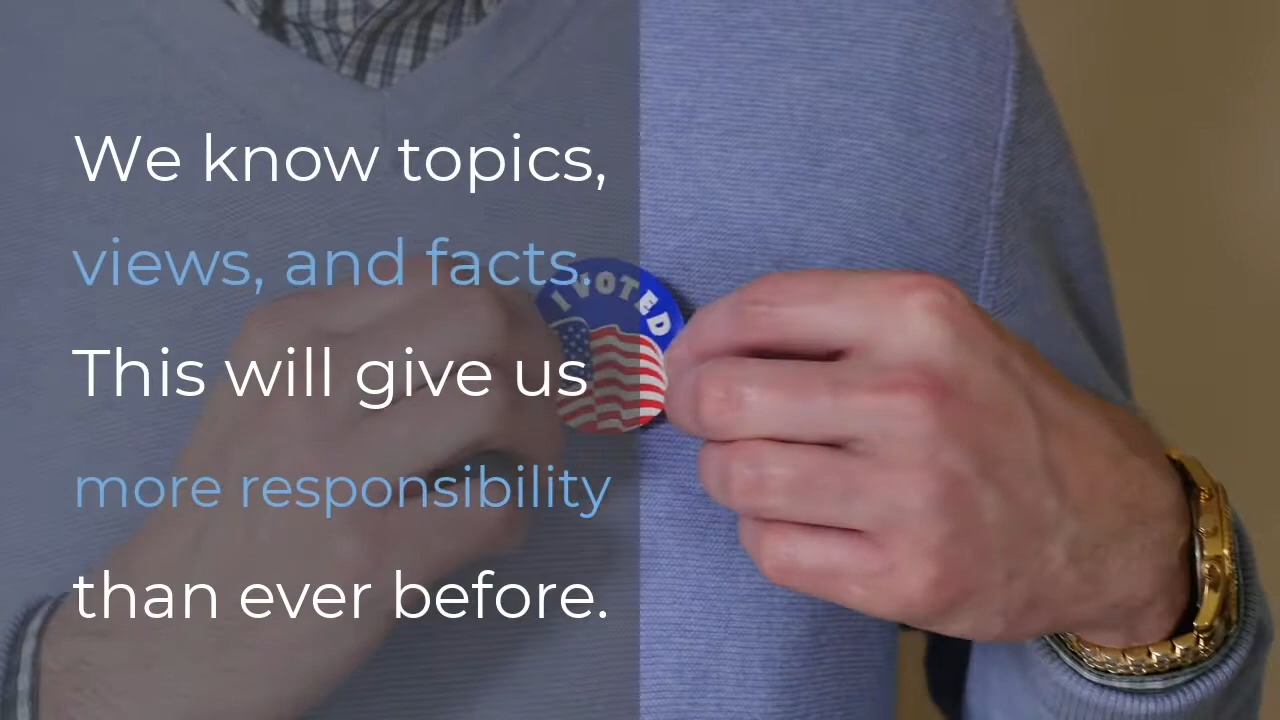 We know topics,
views, and facts.
This will give us
more responsibility
than ever before.
I VOTED